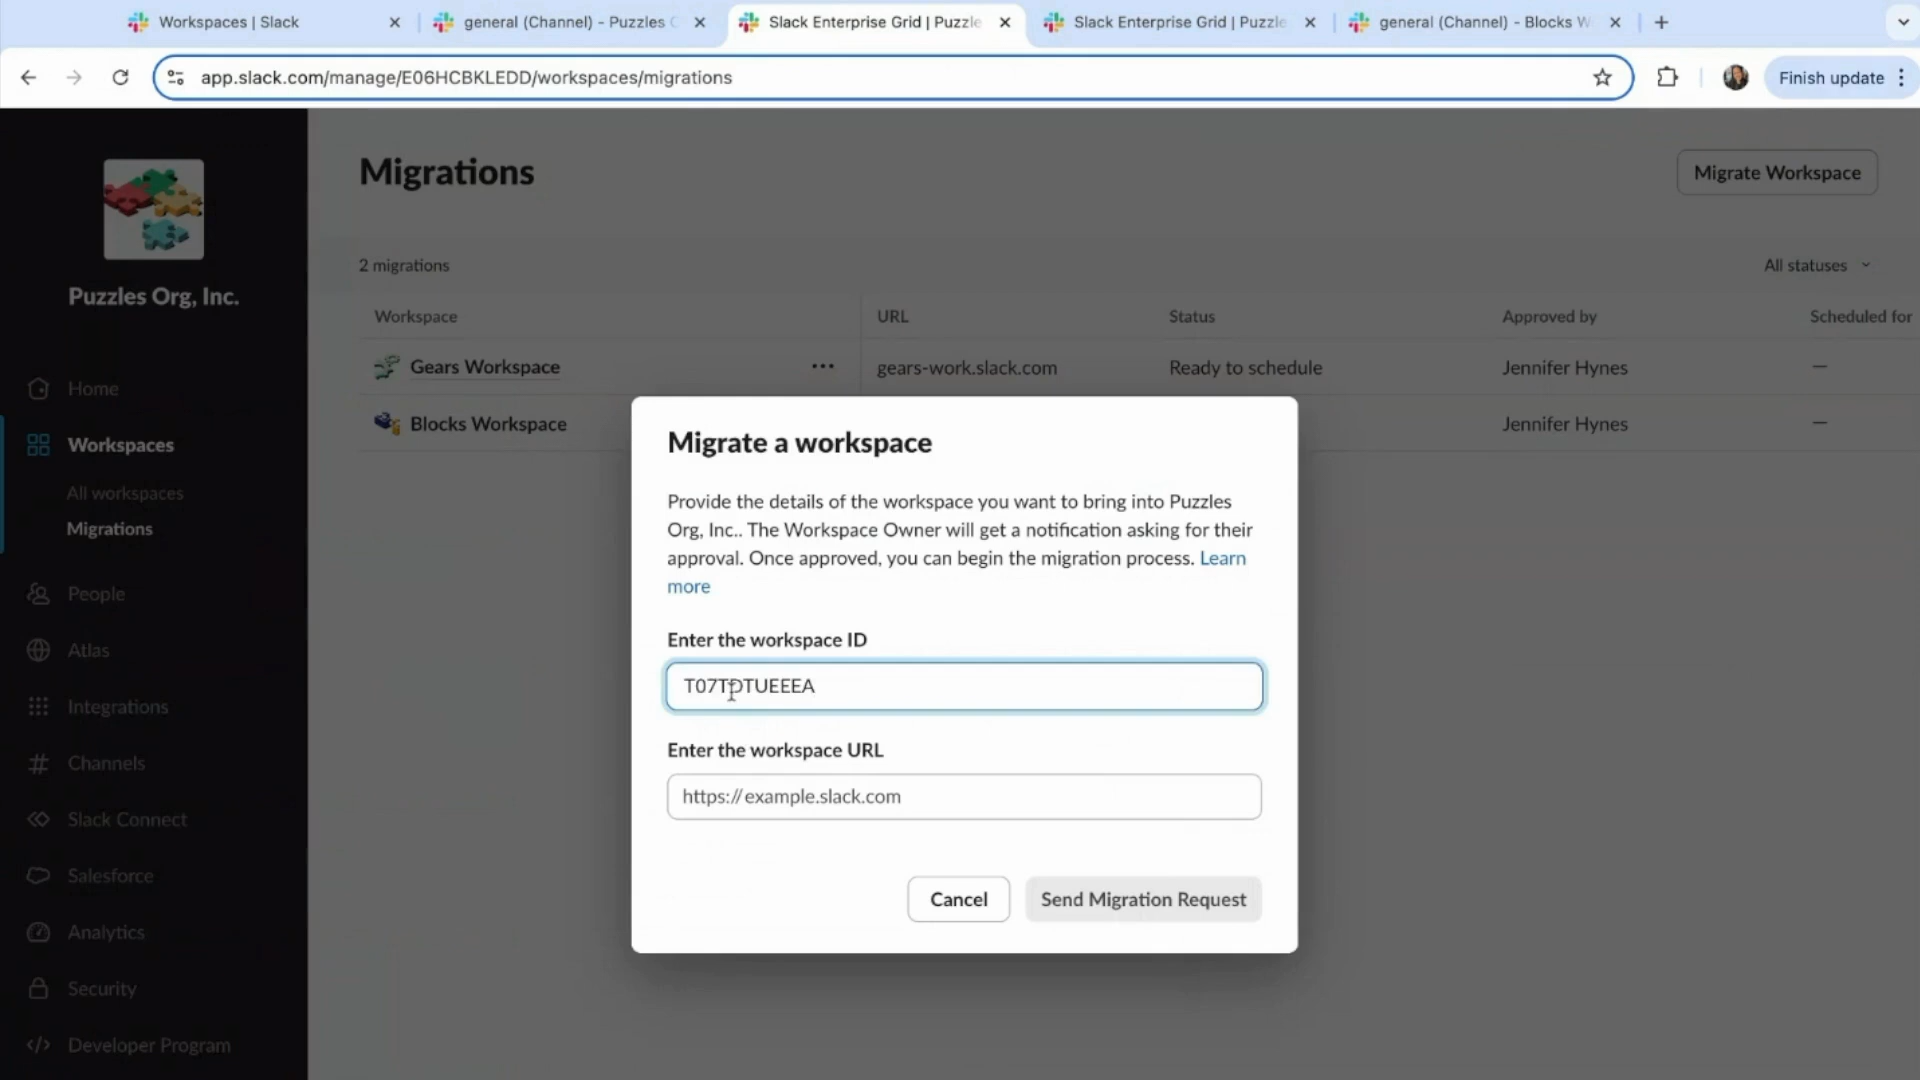 Workspaces | Slack
general (Channel) - Puzzles
Slack Enterprise Grid | Puzzle
Slack Enterprise Grid | Puzzle
general (Channel) - Blocks W
app.slack.com/manage/E06HCBKLEDD/workspaces/migrations
Finish update
Puzzles Org, Inc.
Home
Workspaces
All workspaces
Migrations
People
Atlas
Integrations
Channels
Slack Connect
Salesforce
Analytics
Security
Developer Program
Migrations
Migrate Workspace
2 migrations
All statuses
Workspace URL Status Approved by Scheduled for
Gears Workspace ... gears-work.slack.com Ready to schedule Jennifer Hynes —
Blocks Workspace Jennifer Hynes —
Migrate a workspace
Provide the details of the workspace you want to bring into Puzzles
Org, Inc.. The Workspace Owner will get a notification asking for their
approval. Once approved, you can begin the migration process. Learn
more
Enter the workspace ID
T07TDTUEEEA
Enter the workspace URL
https://example.slack.com
Cancel
Send Migration Request